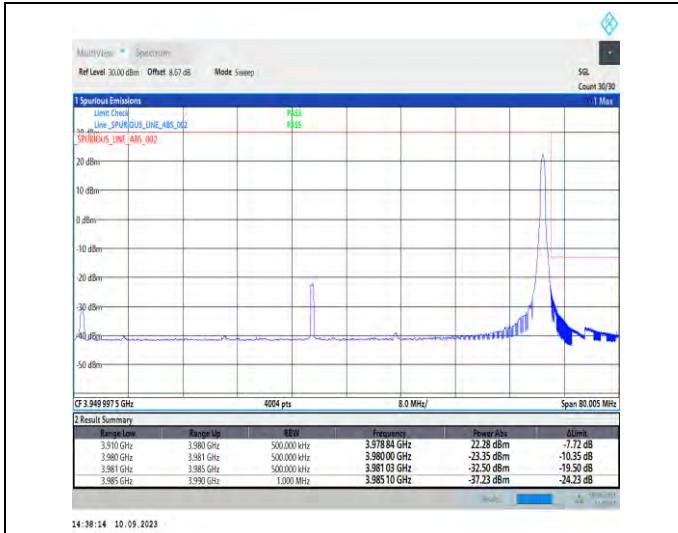 MultiView Spectrum
Ref Level 30.00 dBm Offset 8.67 dB Mode Sweep SGL
Count 30/30
1 Spurious Emissions 1 Max
Limit Check PASS
Line _SPURIOUS_LINE_ABS_002 PASS
_SPURIOUS_LINE_ABS_002
20 dBm
10 dBm
0 dBm
-10 dBm
-20 dBm
-30 dBm
-40 dBm
-50 dBm
CF 3.949 997 5 GHz 4004 pts 8.0 MHz/ Span 80.005 MHz
2 Result Summary
Range Low Range Up RBW Frequency Power Abs ΔLimit
3.910 GHz 3.980 GHz 500.000 kHz 3.978 84 GHz 22.28 dBm -7.72 dB
3.980 GHz 3.981 GHz 500.000 kHz 3.980 00 GHz -23.35 dBm -10.35 dB
3.981 GHz 3.985 GHz 500.000 kHz 3.981 03 GHz -32.50 dBm -19.50 dB
3.985 GHz 3.990 GHz 1.000 MHz 3.985 10 GHz -37.23 dBm -24.23 dB
14:38:14 10.09.2023